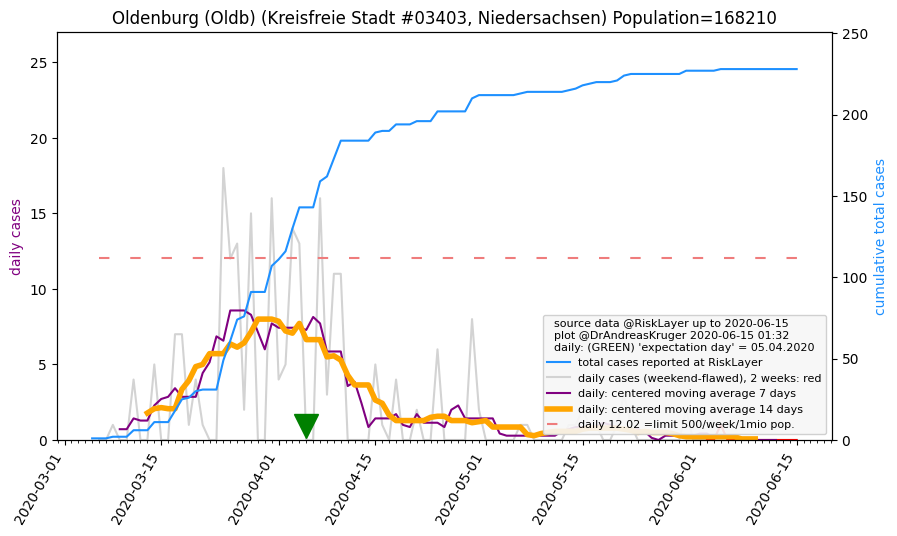 Oldenburg (Oldb) (Kreisfreie Stadt #03403, Niedersachsen) Population=168210
25
20
15
10
5
0
daily cases
250
200
150
100
50
0
cumulative total cases
source data @RiskLayer up to 2020-06-15
plot @DrAndreasKruger 2020-06-15 01:32
daily: (GREEN) 'expectation day' = 05.04.2020
total cases reported at RiskLayer
daily cases (weekend-flawed), 2 weeks: red
daily: centered moving average 7 days
daily: centered moving average 14 days
daily 12.02 =limit 500/week/1mio pop.
2020-03-01
2020-03-15
2020-04-01
2020-04-15
2020-05-01
2020-05-15
2020-06-01
2020-06-15